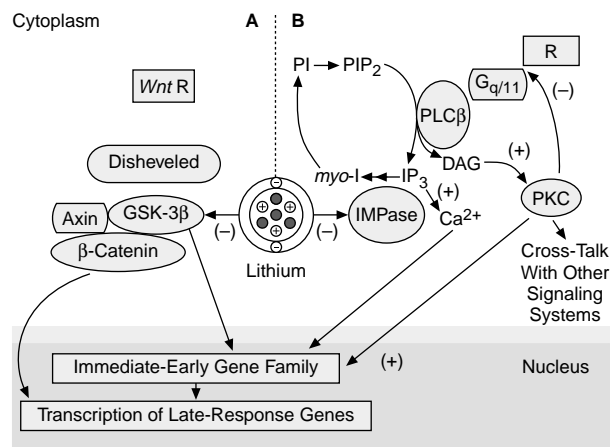 Cytoplasm
A B
R
PI PIP2
Gq/11
Wnt R
(–)
PLCβ
Disheveled
DAG (+)
myo-I IP3
(+)
PKC
Axin GSK-3β
(–) (–)
IMPase
Ca2+
β-Catenin
Lithium
Cross-Talk
With Other
Signaling
Systems
Immediate-Early Gene Family
(+)
Nucleus
Transcription of Late-Response Genes